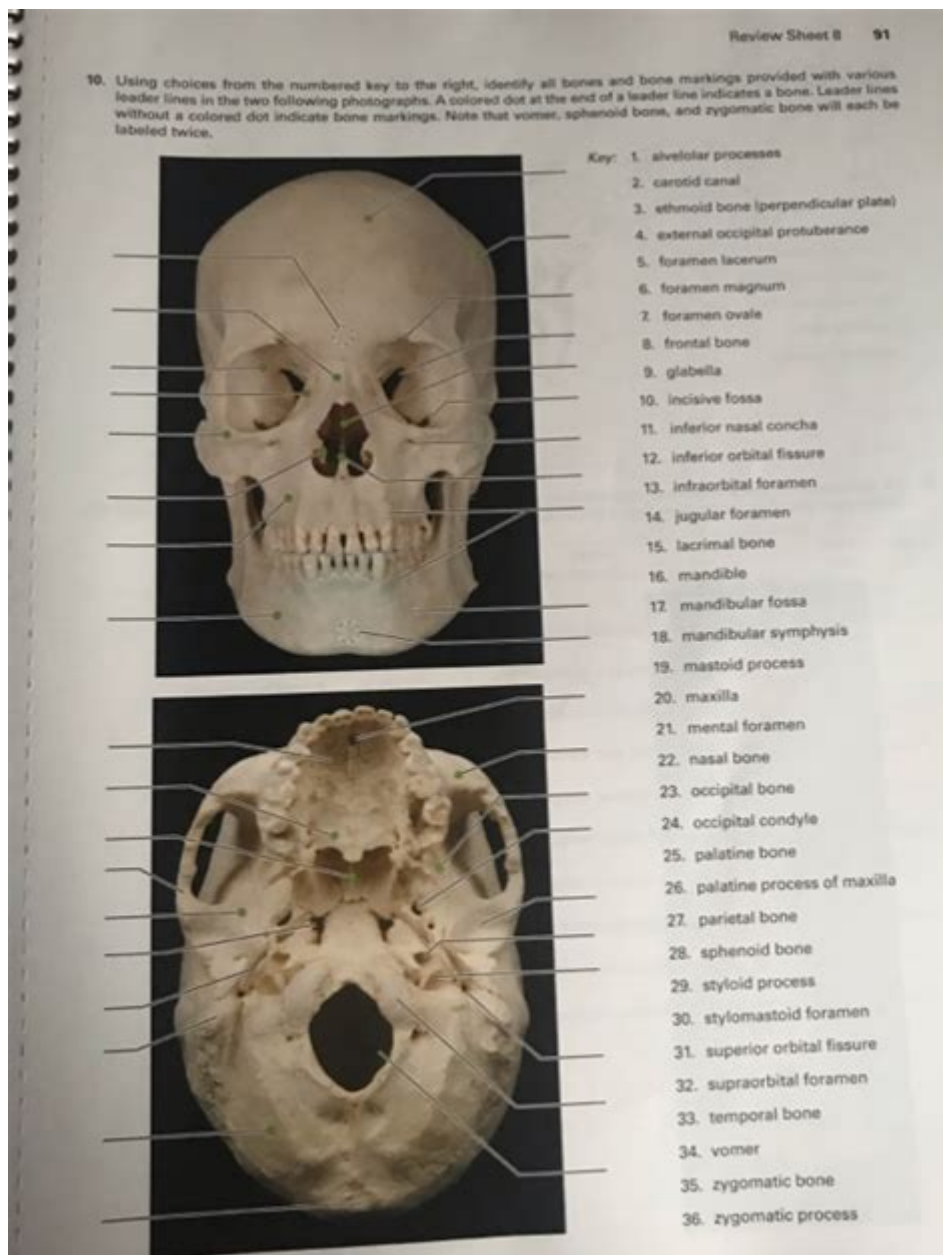 Review Sheet 8 91
10. Using choices from the numbered key to the right, identify all bones and bone markings provided with various
leader lines in the two following photographs. A colored dot at the end of a leader line indicates a bone. Leader lines
without a colored dot indicate bone markings. Note that vomer, sphenoid bone, and zygomatic bone will each be
labeled twice.
Key: 1. alvelolar processes
2. carotid canal
3. ethmoid bone (perpendicular plate)
4. external occipital protuberance
5. foramen lacerum
6. foramen magnum
7. foramen ovale
8. frontal bone
9. glabella
10. incisive fossa
11. inferior nasal concha
12. inferior orbital fissure
13. infraorbital foramen
14. jugular foramen
15. lacrimal bone
16. mandible
17. mandibular fossa
18. mandibular symphysis
19. mastoid process
20. maxilla
21. mental foramen
22. nasal bone
23. occipital bone
24. occipital condyle
25. palatine bone
26. palatine process of maxilla
27. parietal bone
28. sphenoid bone
29. styloid process
30. stylomastoid foramen
31. superior orbital fissure
32. supraorbital foramen
33. temporal bone
34. vomer
35. zygomatic bone
36. zygomatic process